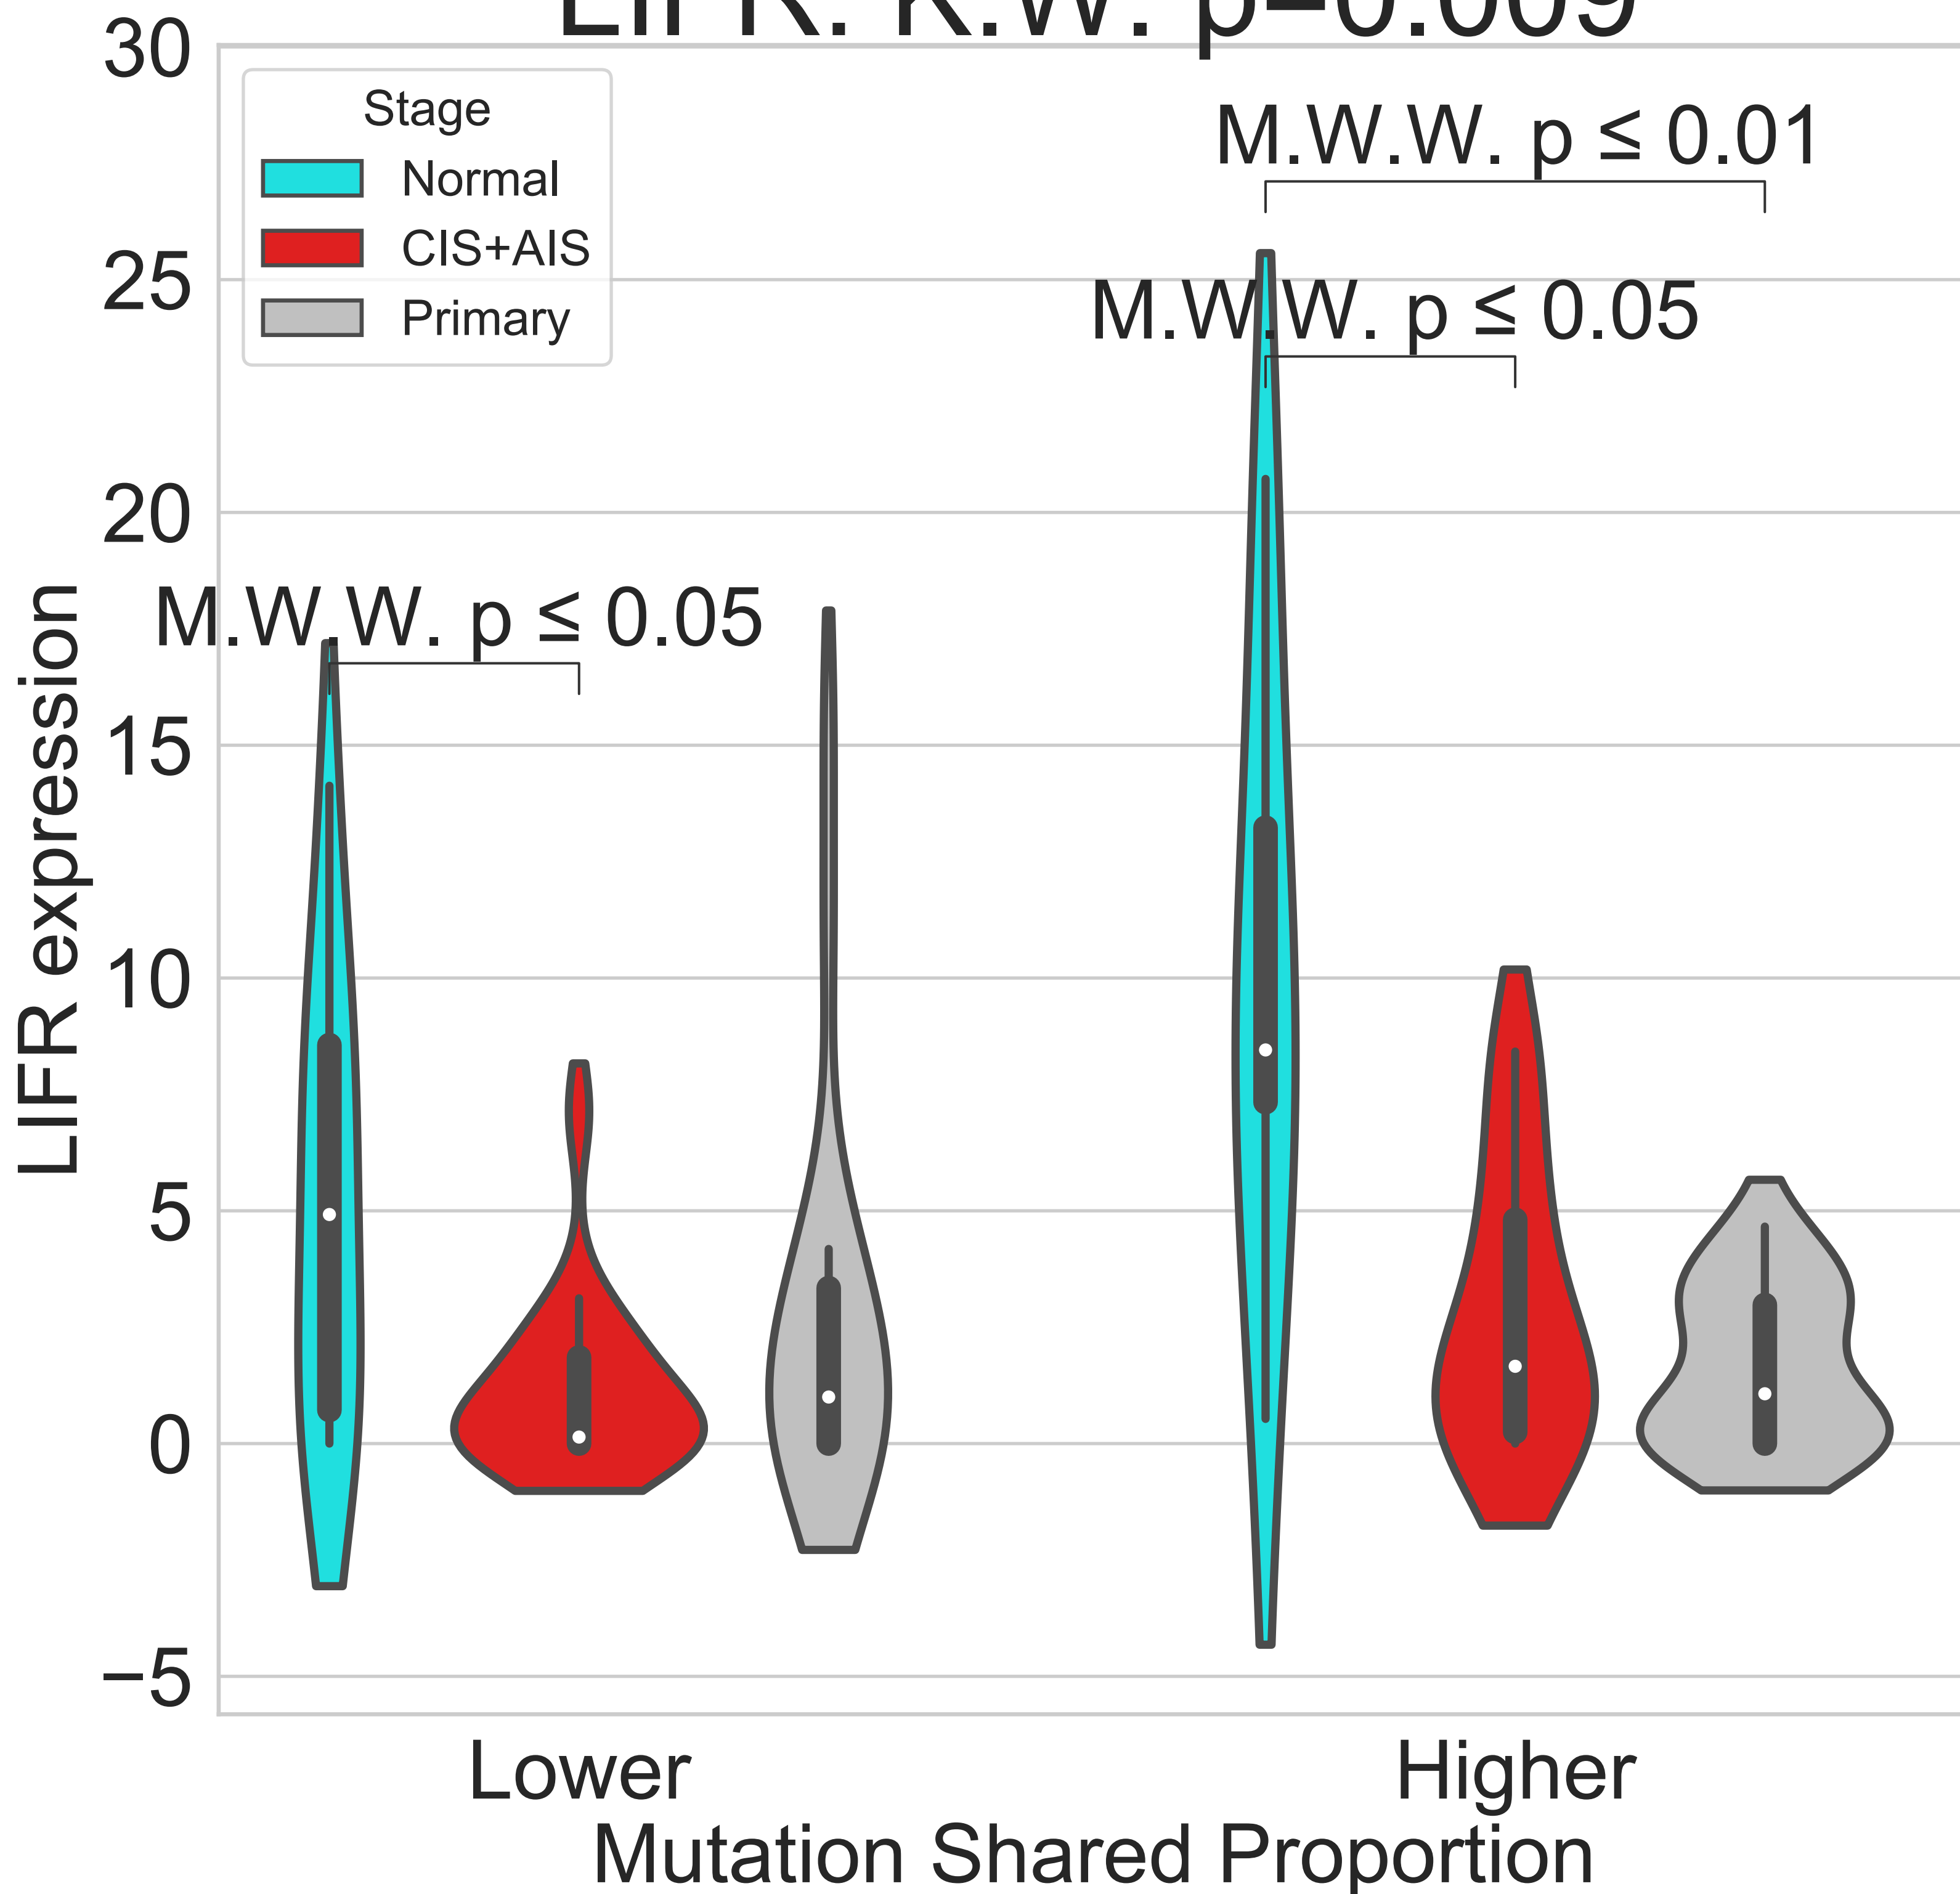 LIFR: K.W.
30
25
20
15
10
5
0
−5
LIFR expression
Stage
Normal
CIS+AIS
Primary
M.W.W. p ≤ 0.01
M.W.W. p ≤ 0.05
M.W.W. p ≤ 0.05
Lower
Higher
Mutation Shared Proportion